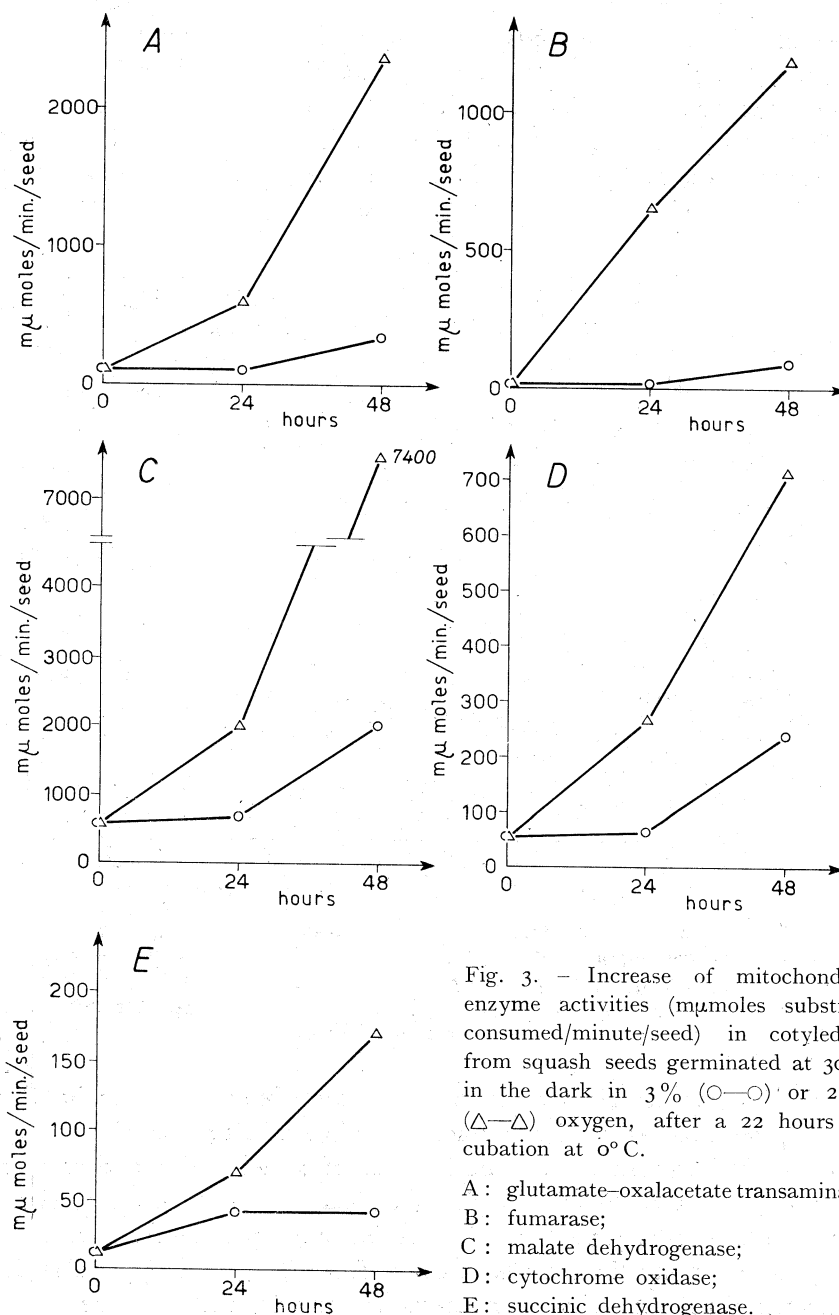 A
2000
1000
0
mµ moles/min./seed
0 24 48
hours
B
1000
500
0
mµ moles/min./seed
0 24 48
hours
C
7400
7000
4000
3000
2000
1000
0
mµ moles/min./seed
0 24 48
hours
D
700
600
500
400
300
200
100
0
mµ moles/min./seed
0 24 48
hours
E
200
150
100
50
0
mµ moles/min./seed
0 24 48
hours
Fig. 3. – Increase of mitochond
enzyme activities (mµmoles subst
consumed/minute/seed) in cotyled
from squash seeds germinated at 30
in the dark in 3% (○—○) or 2
(△—△) oxygen, after a 22 hours
cubation at 0° C.
A : glutamate–oxalacetate transamin
B : fumarase;
C : malate dehydrogenase;
D : cytochrome oxidase;
E : succinic dehydrogenase.